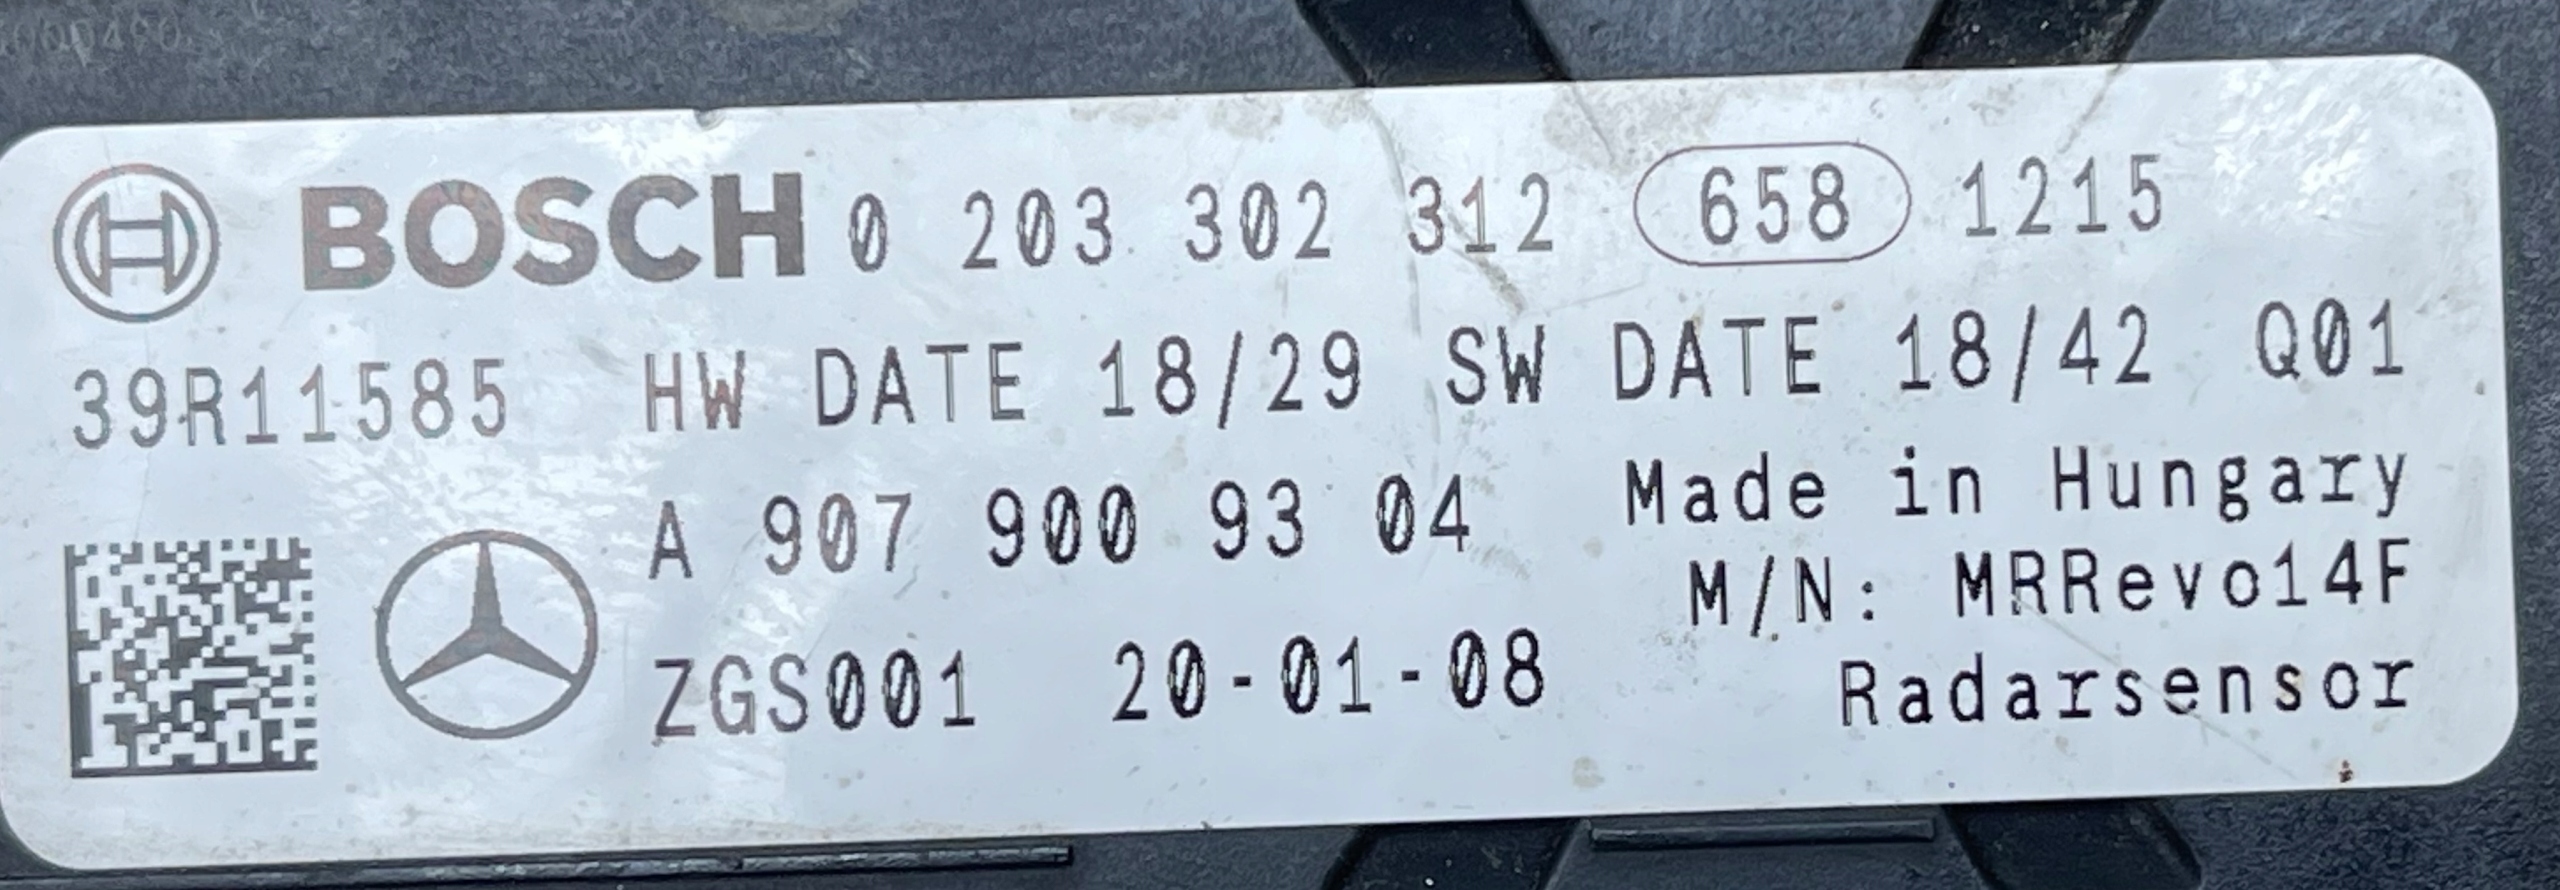 BOSCH 0 203 302 312 658 1215
39R11585 HW DATE 18/29 SW DATE 18/42 Q01
A 907 900 93 04 Made in Hungary
M/N: MRRevo14F
ZGS001 20-01-08 Radarsensor